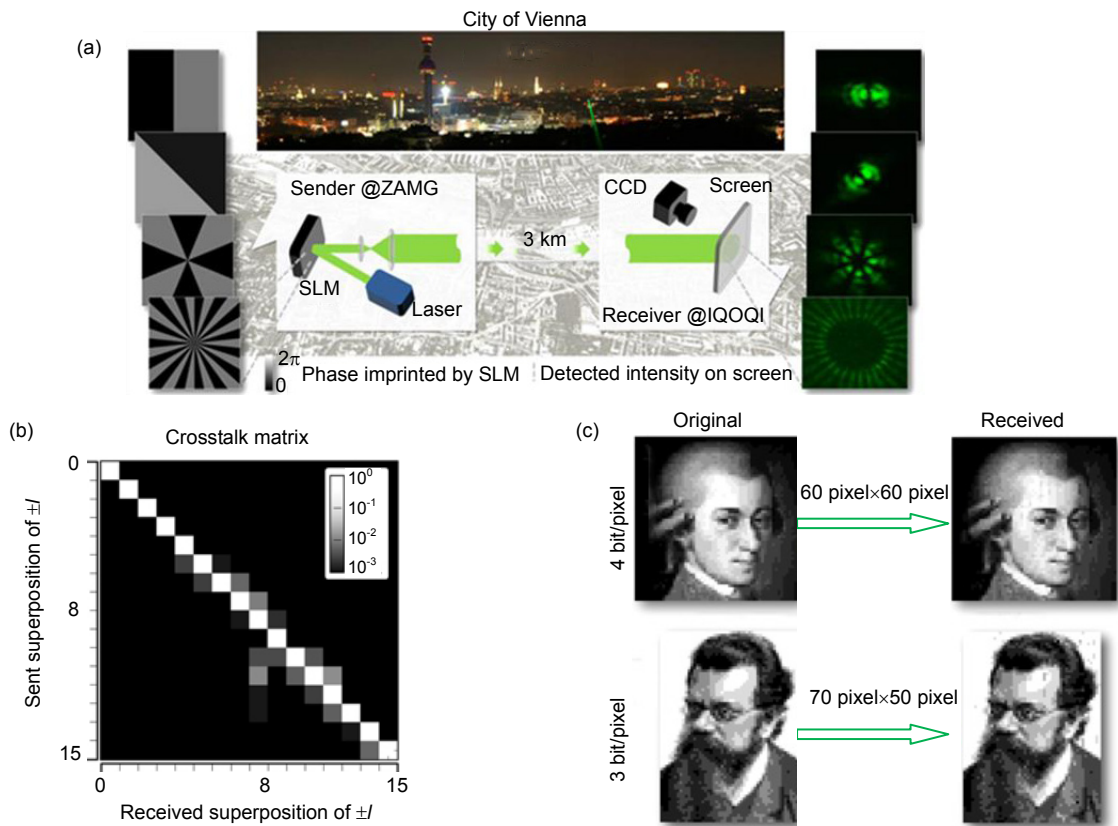 City of Vienna
(a)
Sender @ZAMG
CCD
Screen
3 km
SLM
Laser
Receiver @IQOQI
2π
0
Phase imprinted by SLM
Detected intensity on screen
(b)
Crosstalk matrix
0
8
15
Sent superposition of ±l
10⁰
10⁻¹
10⁻²
10⁻³
0
8
15
Received superposition of ±l
(c)
Original
Received
4 bit/pixel
60 pixel×60 pixel
3 bit/pixel
70 pixel×50 pixel